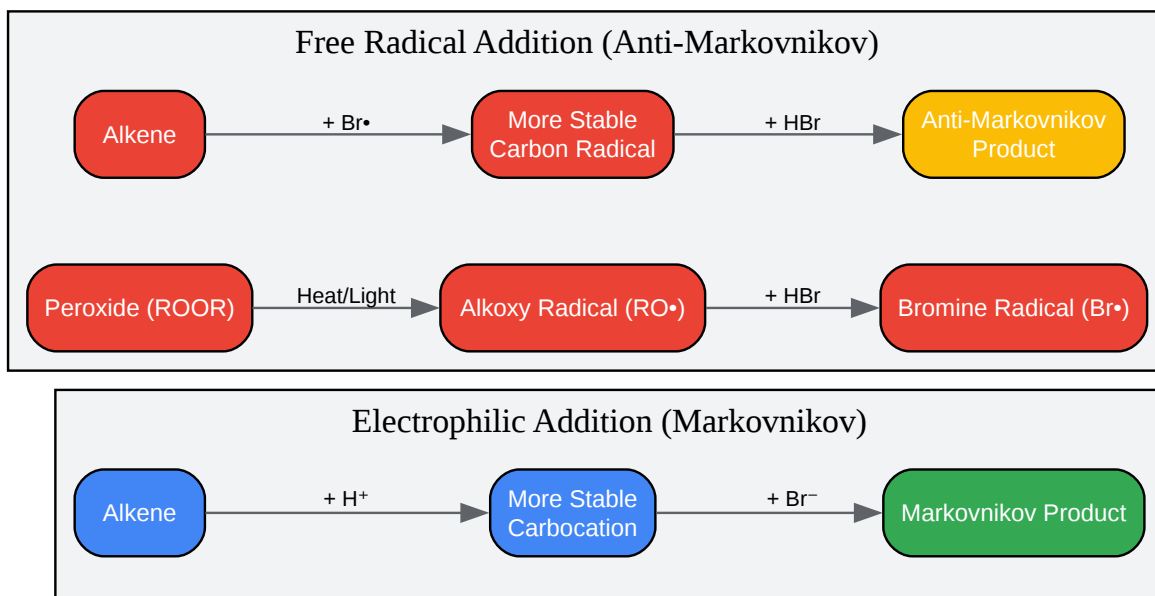 Free Radical Addition (Anti-Markovnikov)
Alkene
+ Br•
More Stable
Carbon Radical
+ HBr
Anti-Markovnikov
Product
Peroxide (ROOR)
Heat/Light
Alkoxy Radical (RO•)
+ HBr
Bromine Radical (Br•)
Electrophilic Addition (Markovnikov)
Alkene
+ H⁺
More Stable
Carbocation
+ Br⁻
Markovnikov Product